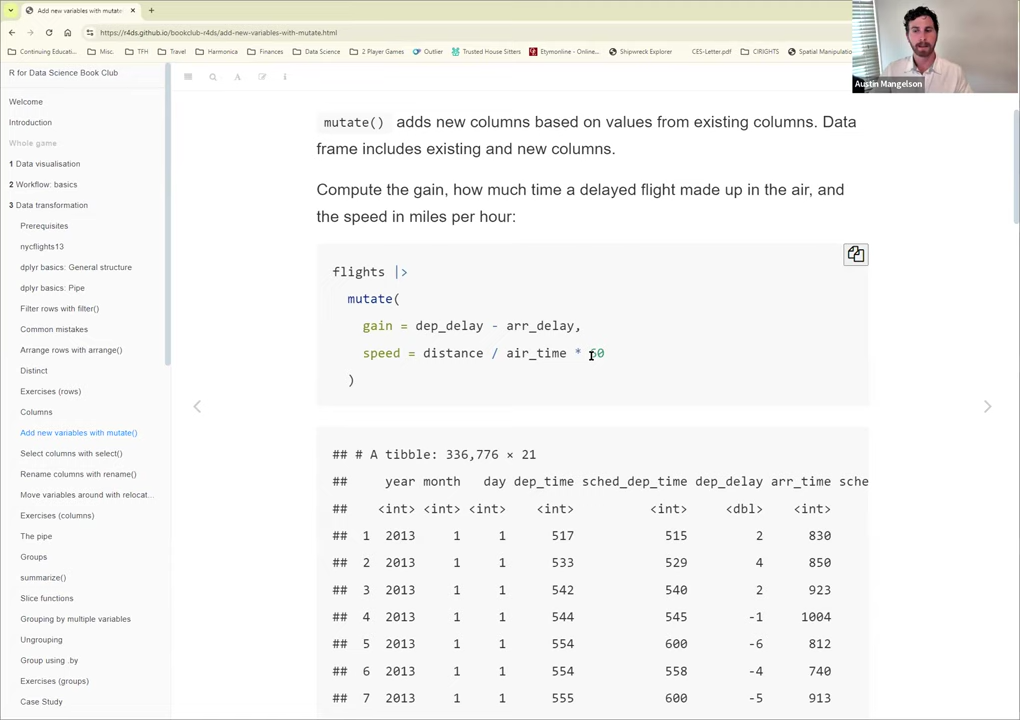 Add new variables with mutate
https://r4ds.github.io/bookclub-r4ds/add-new-variables-with-mutate.html
Continuing Educati...
Misc.
TFH
Travel
Harmonica
Finances
Data Science
2 Player Games
Outlier
Trusted House Sitters
Etymonline - Online...
Shipwreck Explorer
CES-Letter.pdf
CIRIGHTS
Spatial Manipulatio
Austin Mangelson
R for Data Science Book Club
Welcome
Introduction
Whole game
1 Data visualisation
2 Workflow: basics
3 Data transformation
Prerequisites
nycflights13
dplyr basics: General structure
dplyr basics: Pipe
Filter rows with filter()
Common mistakes
Arrange rows with arrange()
Distinct
Exercises (rows)
Columns
Add new variables with mutate()
Select columns with select()
Rename columns with rename()
Move variables around with relocat...
Exercises (columns)
The pipe
Groups
summarize()
Slice functions
Grouping by multiple variables
Ungrouping
Group using .by
Exercises (groups)
Case Study
mutate() adds new columns based on values from existing columns. Data
frame includes existing and new columns.
Compute the gain, how much time a delayed flight made up in the air, and
the speed in miles per hour:
flights |>
mutate(
gain = dep_delay - arr_delay,
speed = distance / air_time * 60
)
## # A tibble: 336,776 × 21
## year month day dep_time sched_dep_time dep_delay arr_time sche
## <int> <int> <int> <int> <int> <dbl> <int>
## 1 2013 1 1 517 515 2 830
## 2 2013 1 1 533 529 4 850
## 3 2013 1 1 542 540 2 923
## 4 2013 1 1 544 545 -1 1004
## 5 2013 1 1 554 600 -6 812
## 6 2013 1 1 554 558 -4 740
## 7 2013 1 1 555 600 -5 913